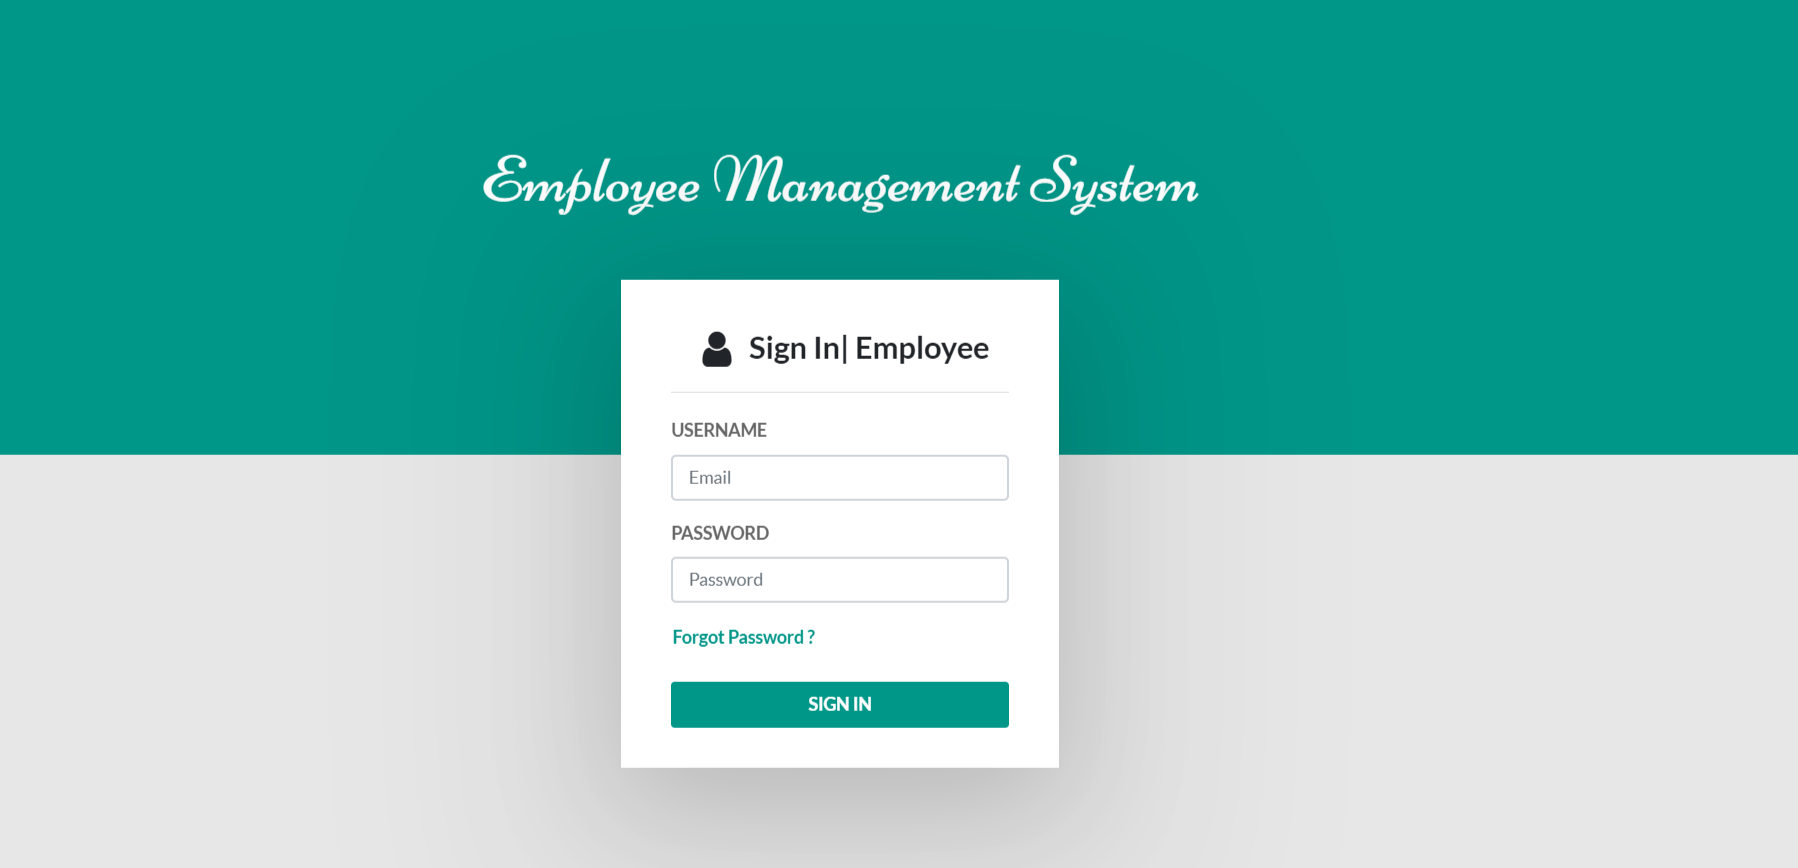 Employee Management System
Sign In| Employee
USERNAME
Email
PASSWORD
Password
Forgot Password ?
SIGN IN